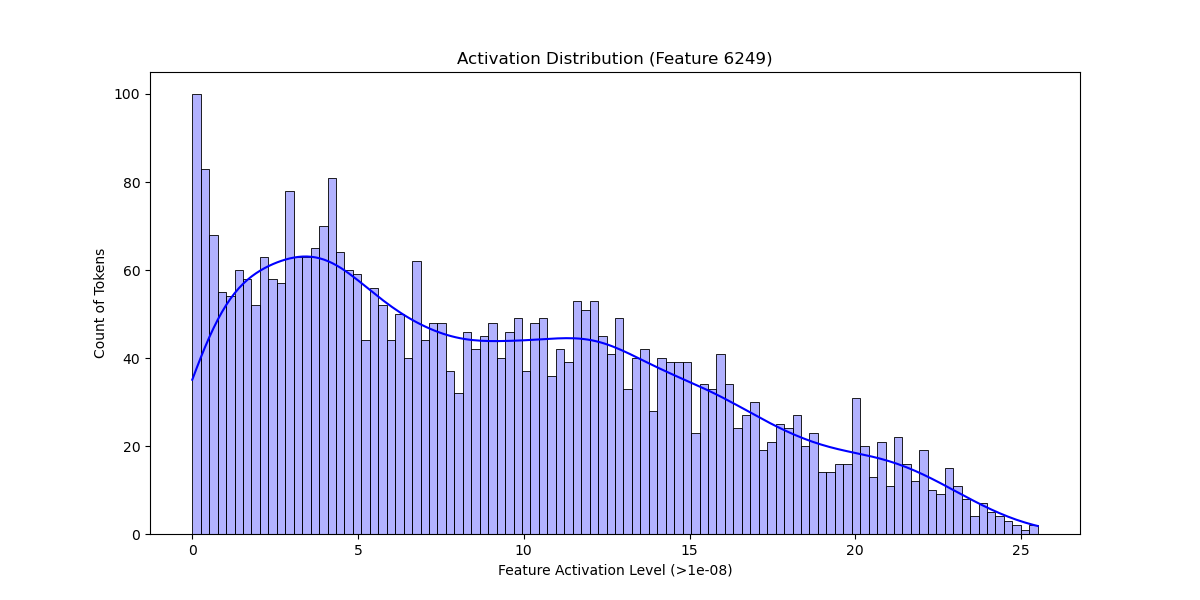 Activation Distribution (Feature 6249)
100
80
60
40
20
0
Count of Tokens
0 5 10 15 20 25
Feature Activation Level (>1e-08)